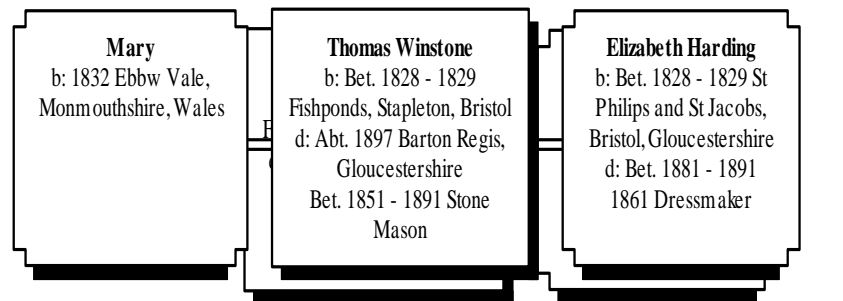 Mary
b: 1832 Ebbw Vale,
Monmouthshire, Wales
Thomas Winstone
b: Bet. 1828 - 1829
Fishponds, Stapleton, Bristol
d: Abt. 1897 Barton Regis,
Gloucestershire
Bet. 1851 - 1891 Stone
Mason
Elizabeth Harding
b: Bet. 1828 - 1829 St
Philips and St Jacobs,
Bristol, Gloucestershire
d: Bet. 1881 - 1891
1861 Dressmaker